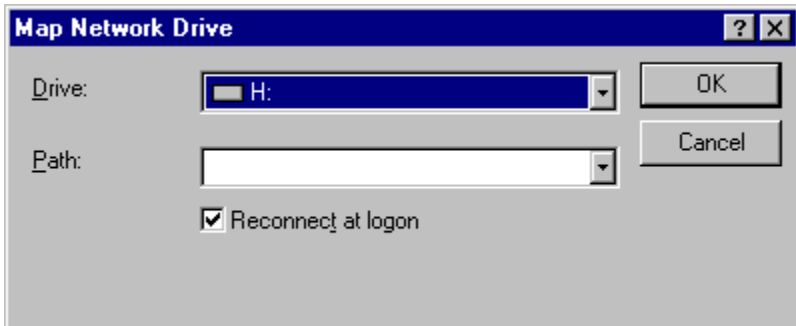 Map Network Drive
Drive: H: OK
Path: Cancel
Reconnect at logon